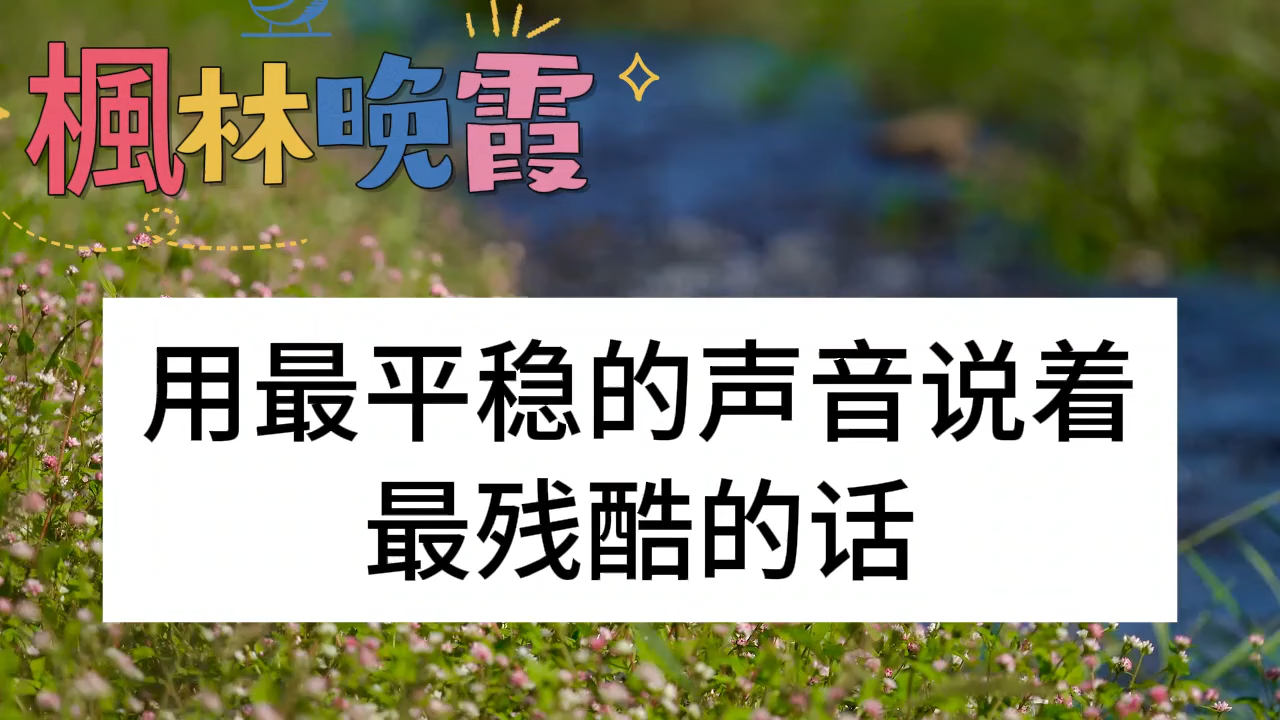 楓林晚霞
用最平稳的声音说着
最残酷的话